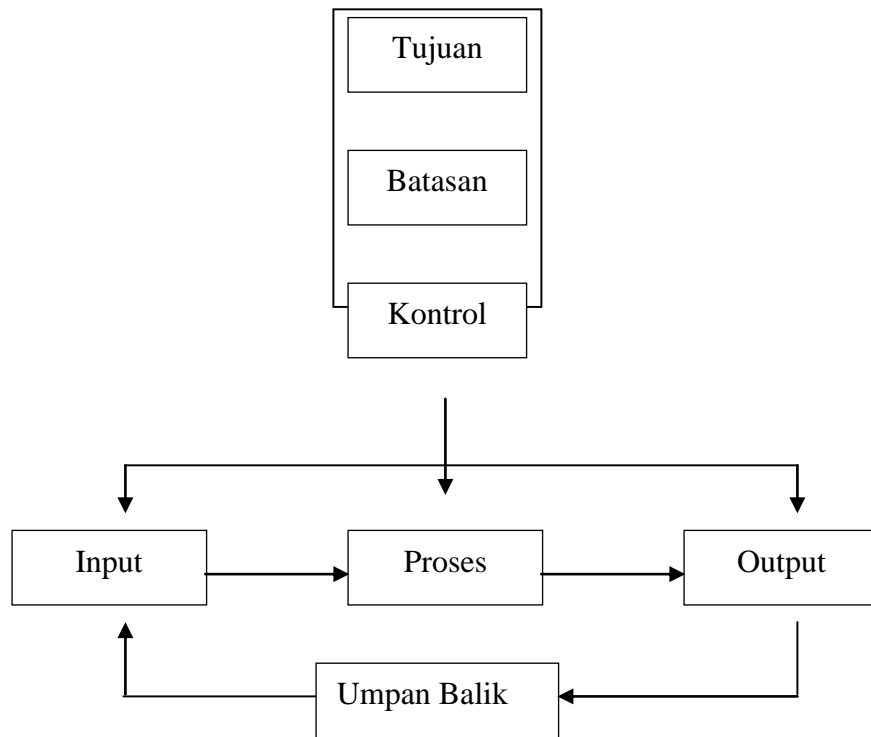 Tujuan
Batasan
Kontrol
Input
Proses
Output
Umpan Balik